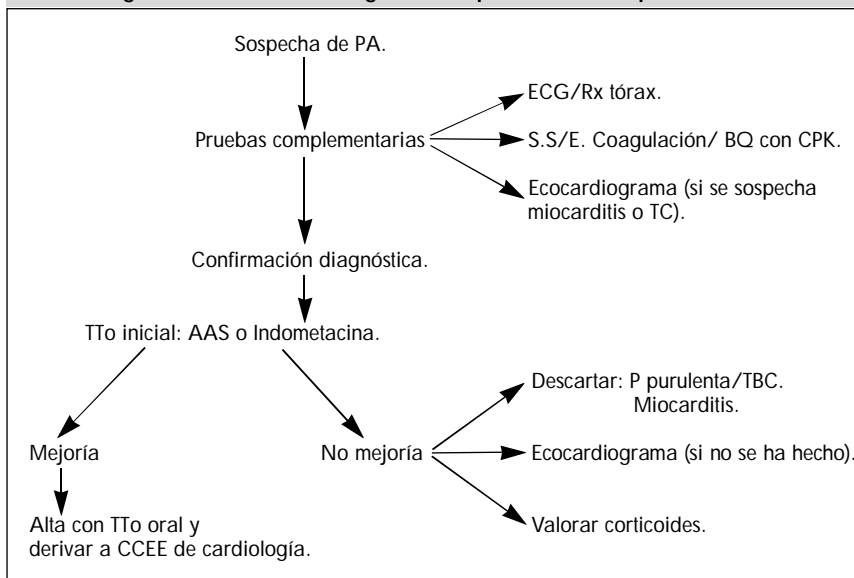 Sospecha de PA.
ECG/Rx tórax.
Pruebas complementarias
S.S/E. Coagulación/ BQ con CPK.
Ecocardiograma (si se sospecha
miocarditis o TC).
Confirmación diagnóstica.
TTo inicial: AAS o Indometacina.
Descartar: P purulenta/TBC.
Miocarditis.
Mejoría
No mejoría
Ecocardiograma (si no se ha hecho).
Alta con TTo oral y
derivar a CCEE de cardiología.
Valorar corticoides.